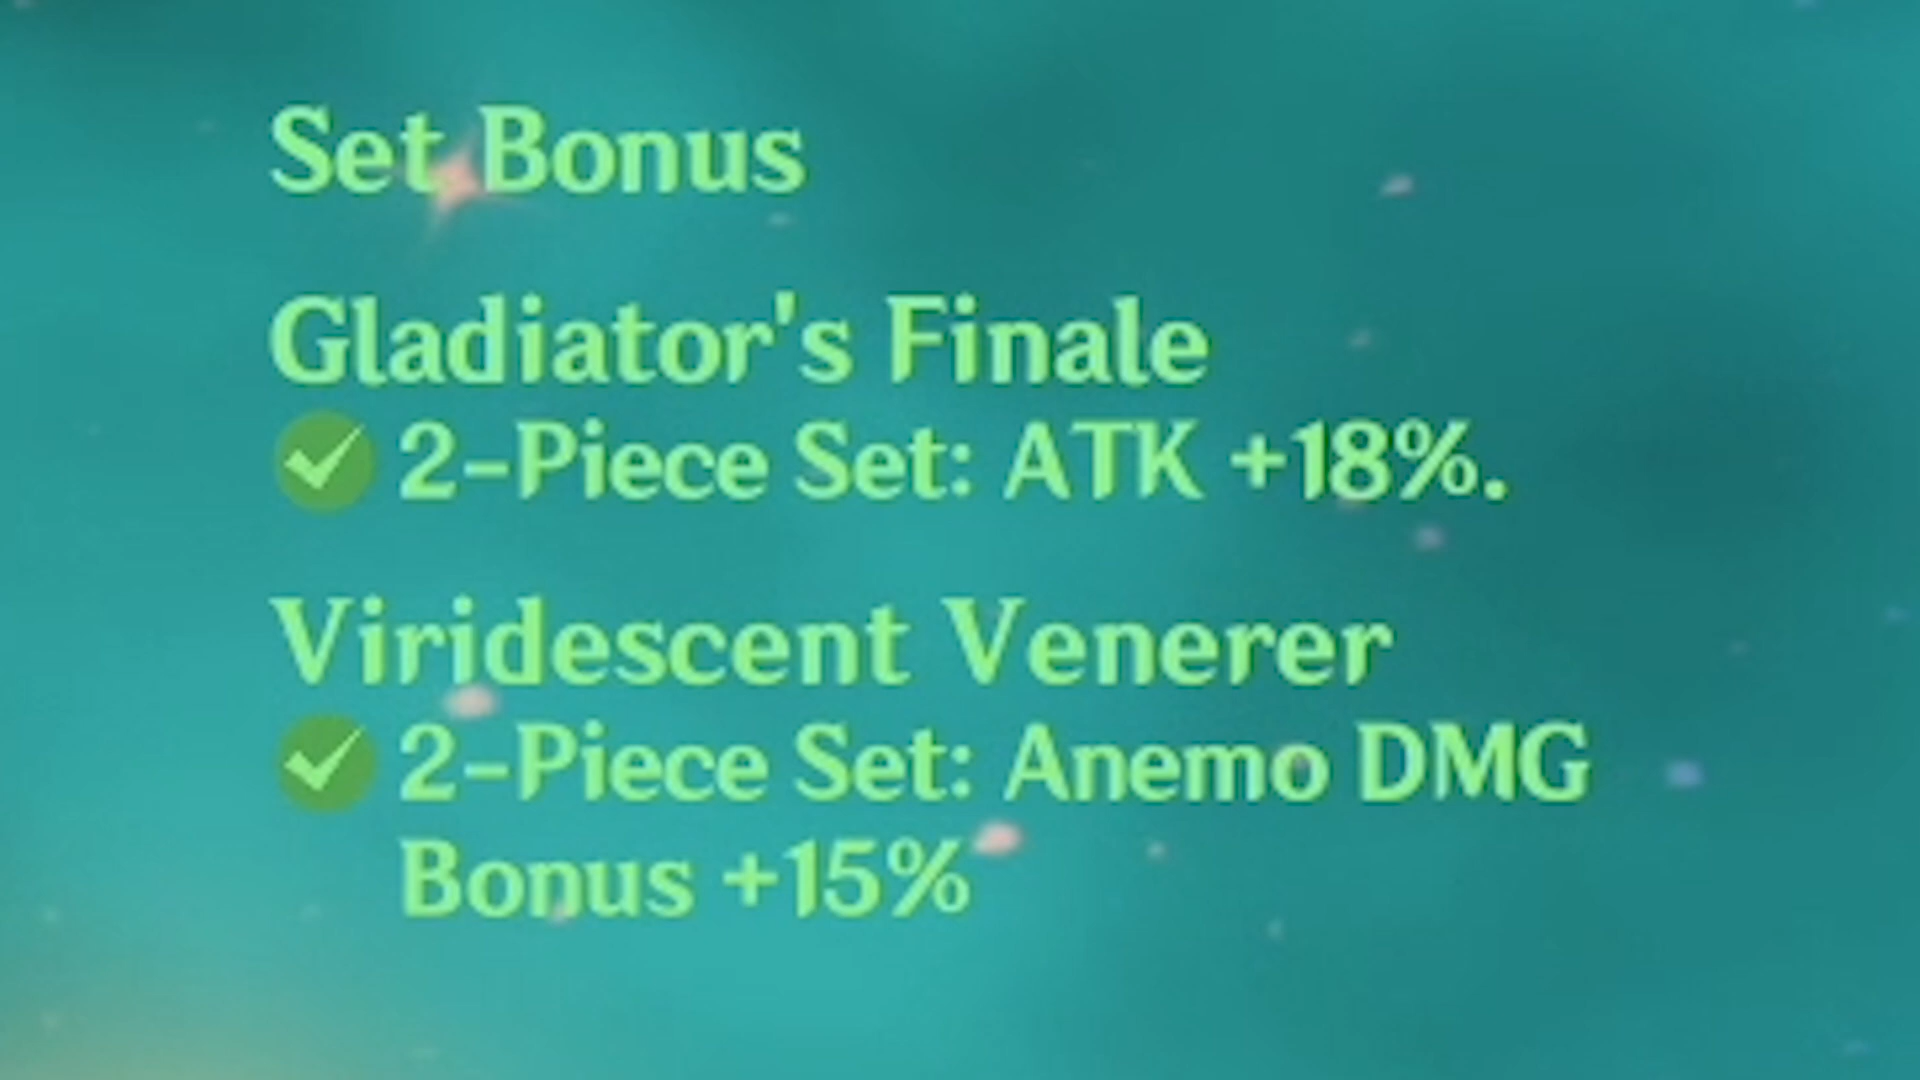 Set Bonus
Gladiator's Finale
2-Piece Set: ATK +18%.
Viridescent Venerer
2-Piece Set: Anemo DMG
Bonus +15%